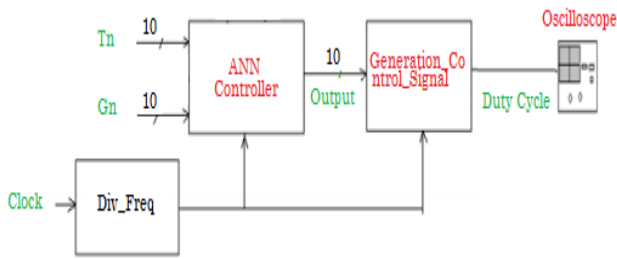 Oscilloscope
10
Tn
ANN
Controller
10
Output
Generation_Co
ntrol_Signal
Duty Cycle
10
Gn
Clock
Div_Freq